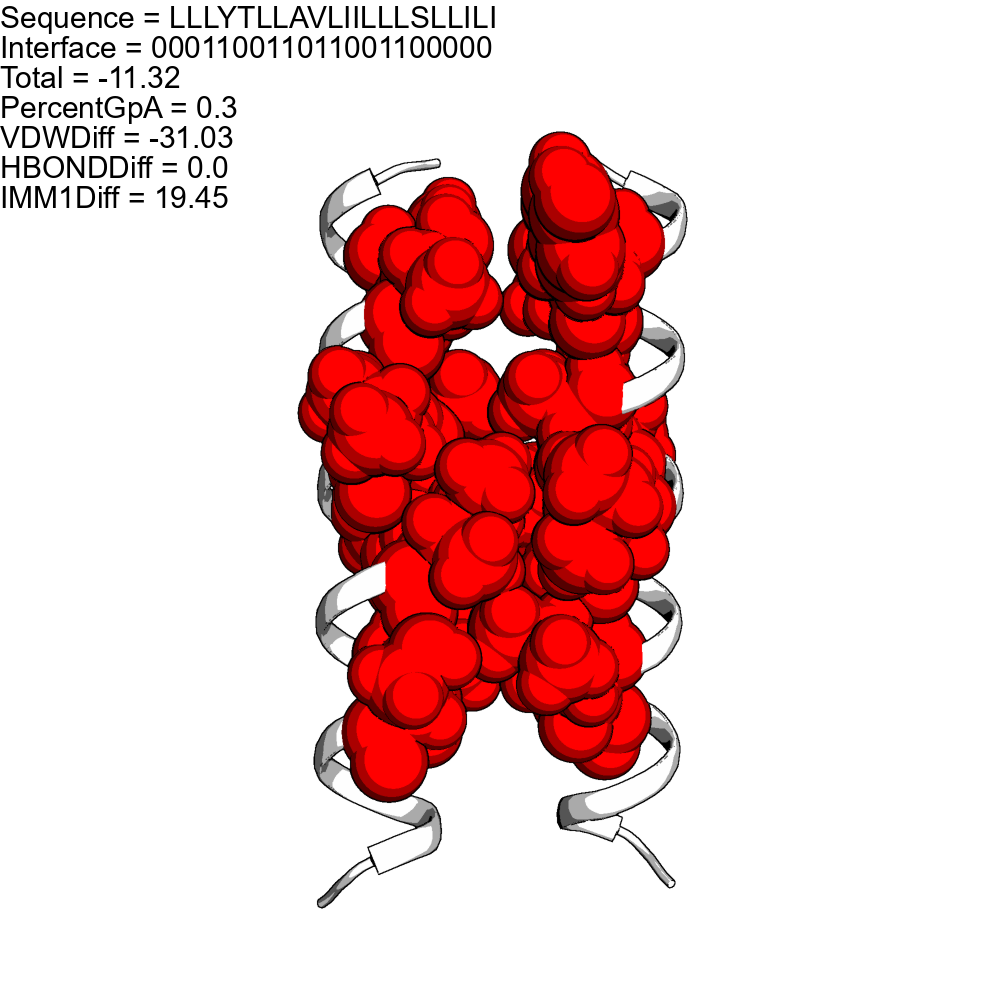 Sequence = LLLYTLLAVLIILLLSLLILI
Interface = 000110011011001100000
Total = -11.32
PercentGpA = 0.3
VDWDiff = -31.03
HBONDDiff = 0.0
IMM1Diff = 19.45